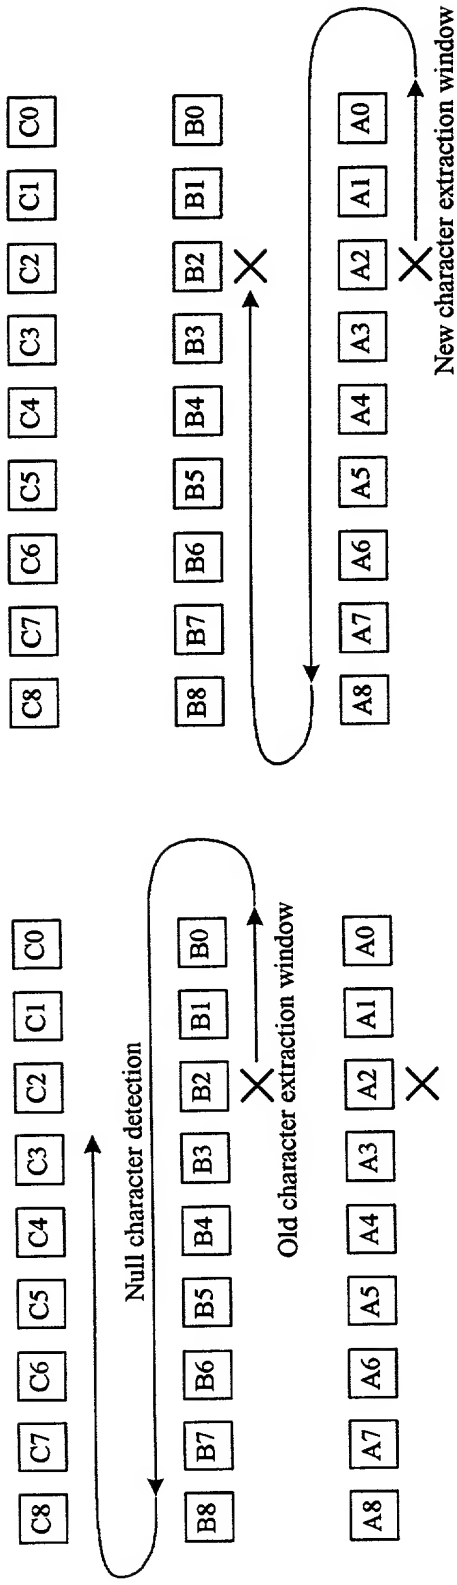 C8 C7 C6 C5 C4 C3 C2 C1 C0
Null character detection
B8 B7 B6 B5 B4 B3 B2 B1 B0
Old character extraction window
A8 A7 A6 A5 A4 A3 A2 A1 A0
C8 C7 C6 C5 C4 C3 C2 C1 C0
B8 B7 B6 B5 B4 B3 B2 B1 B0
A8 A7 A6 A5 A4 A3 A2 A1 A0
New character extraction window